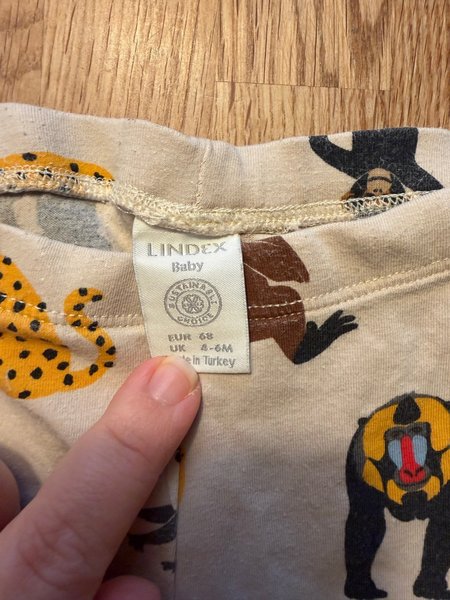 LINDEX
Baby
SUSTAINABLE
CHOICE
EUR 68
UK 4-6M
in Turkey